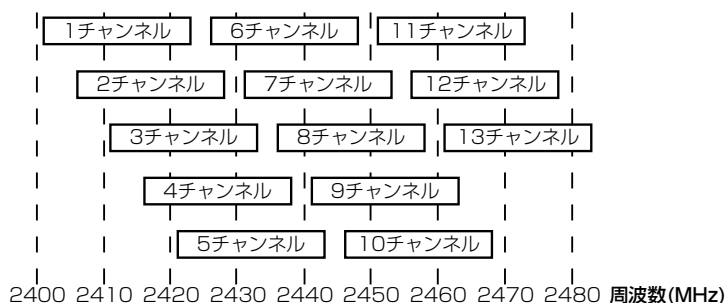 1チャンネル 6チャンネル 11チャンネル
2チャンネル 7チャンネル 12チャンネル
3チャンネル 8チャンネル 13チャンネル
4チャンネル 9チャンネル
5チャンネル 10チャンネル
2400 2410 2420 2430 2440 2450 2460 2470 2480 周波数(MHz)